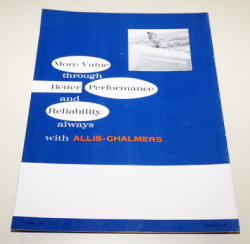 More Value
through
Better Performance
and
Reliability
always
with ALLIS-CHALMERS